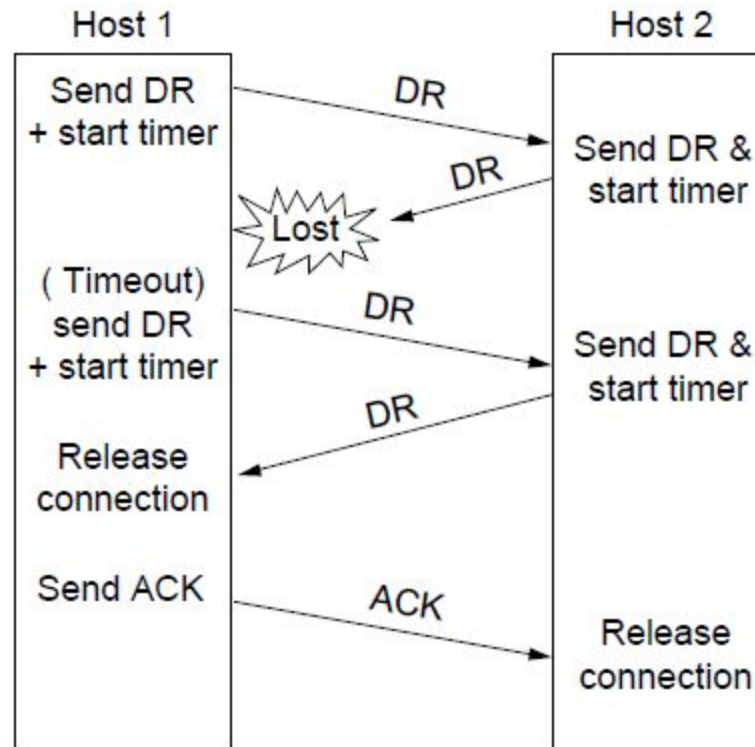 Host 1
Host 2
Send DR
+ start timer
DR
Send DR &
start timer
DR
Lost
( Timeout)
send DR
+ start timer
DR
Send DR &
start timer
DR
Release
connection
Send ACK
ACK
Release
connection